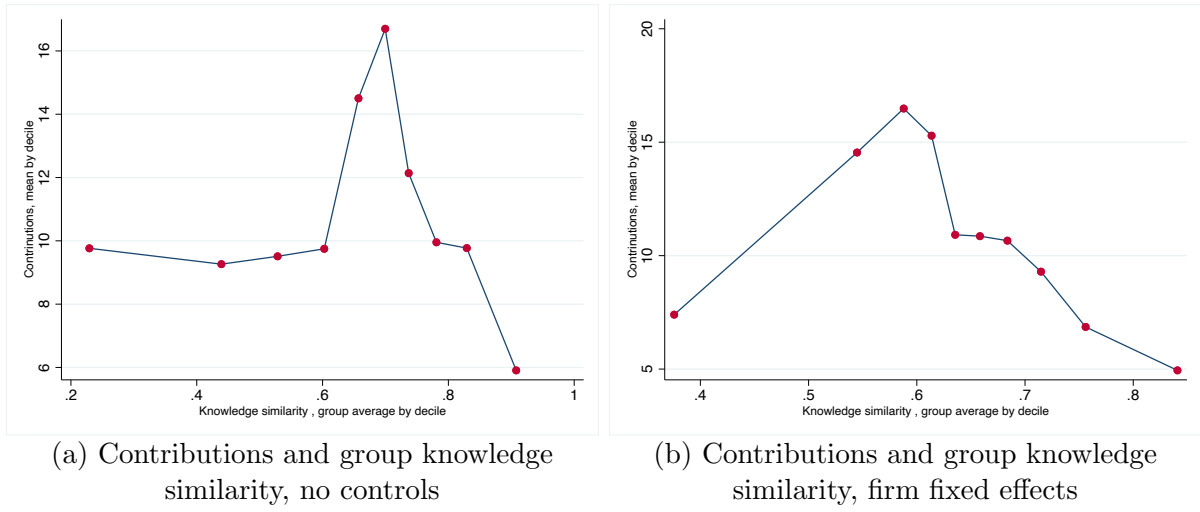 16
14
12
10
8
6
Contrinutions, mean by decile
.2 .4 .6 .8 1
Knowledge similarity , group average by decile
(a) Contributions and group knowledge
similarity, no controls
20
15
10
5
Contrinutions, mean by decile
.4 .5 .6 .7 .8
Knowledge similarity , group average by decile
(b) Contributions and group knowledge
similarity, firm fixed effects